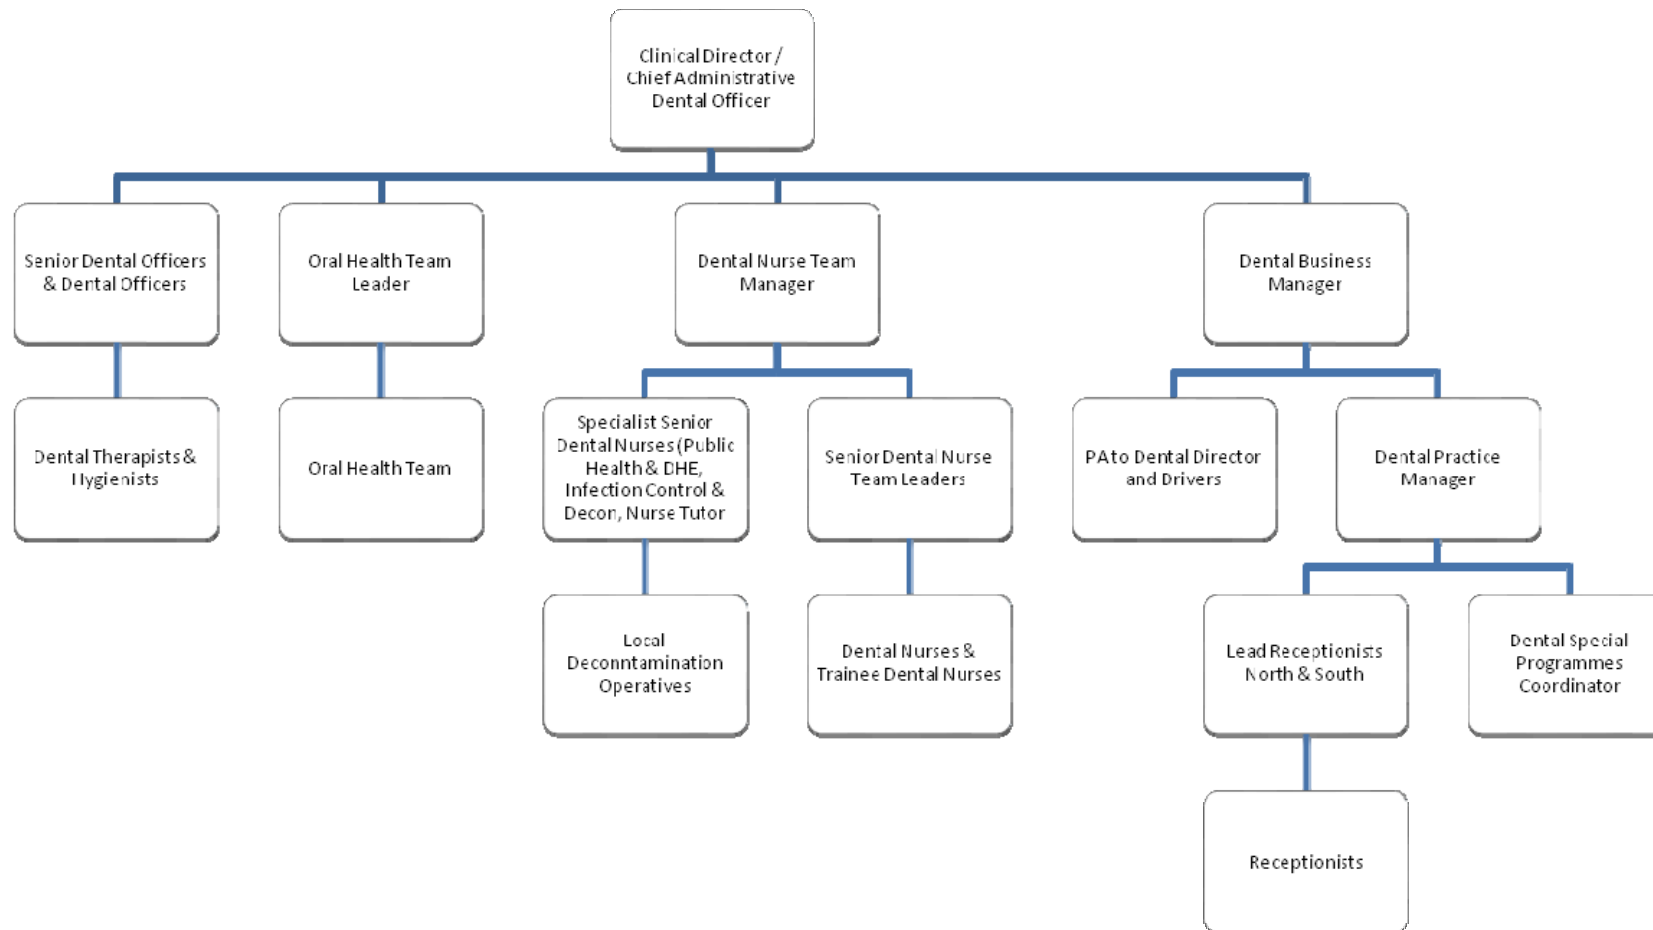 Clinical Director /
Chief Administrative
Dental Officer
Senior Dental Officers
& Dental Officers
Oral Health Team
Leader
Dental Nurse Team
Manager
Dental Business
Manager
Dental Therapists &
Hygienists
Oral Health Team
Specialist Senior
Dental Nurses (Public
Health & DHE,
Infection Control &
Decon, Nurse Tutor
Senior Dental Nurse
Team Leaders
PA to Dental Director
and Drivers
Dental Practice
Manager
Local
Deconntamination
Operatives
Dental Nurses &
Trainee Dental Nurses
Lead Receptionists
North & South
Dental Special
Programmes
Coordinator
Receptionists